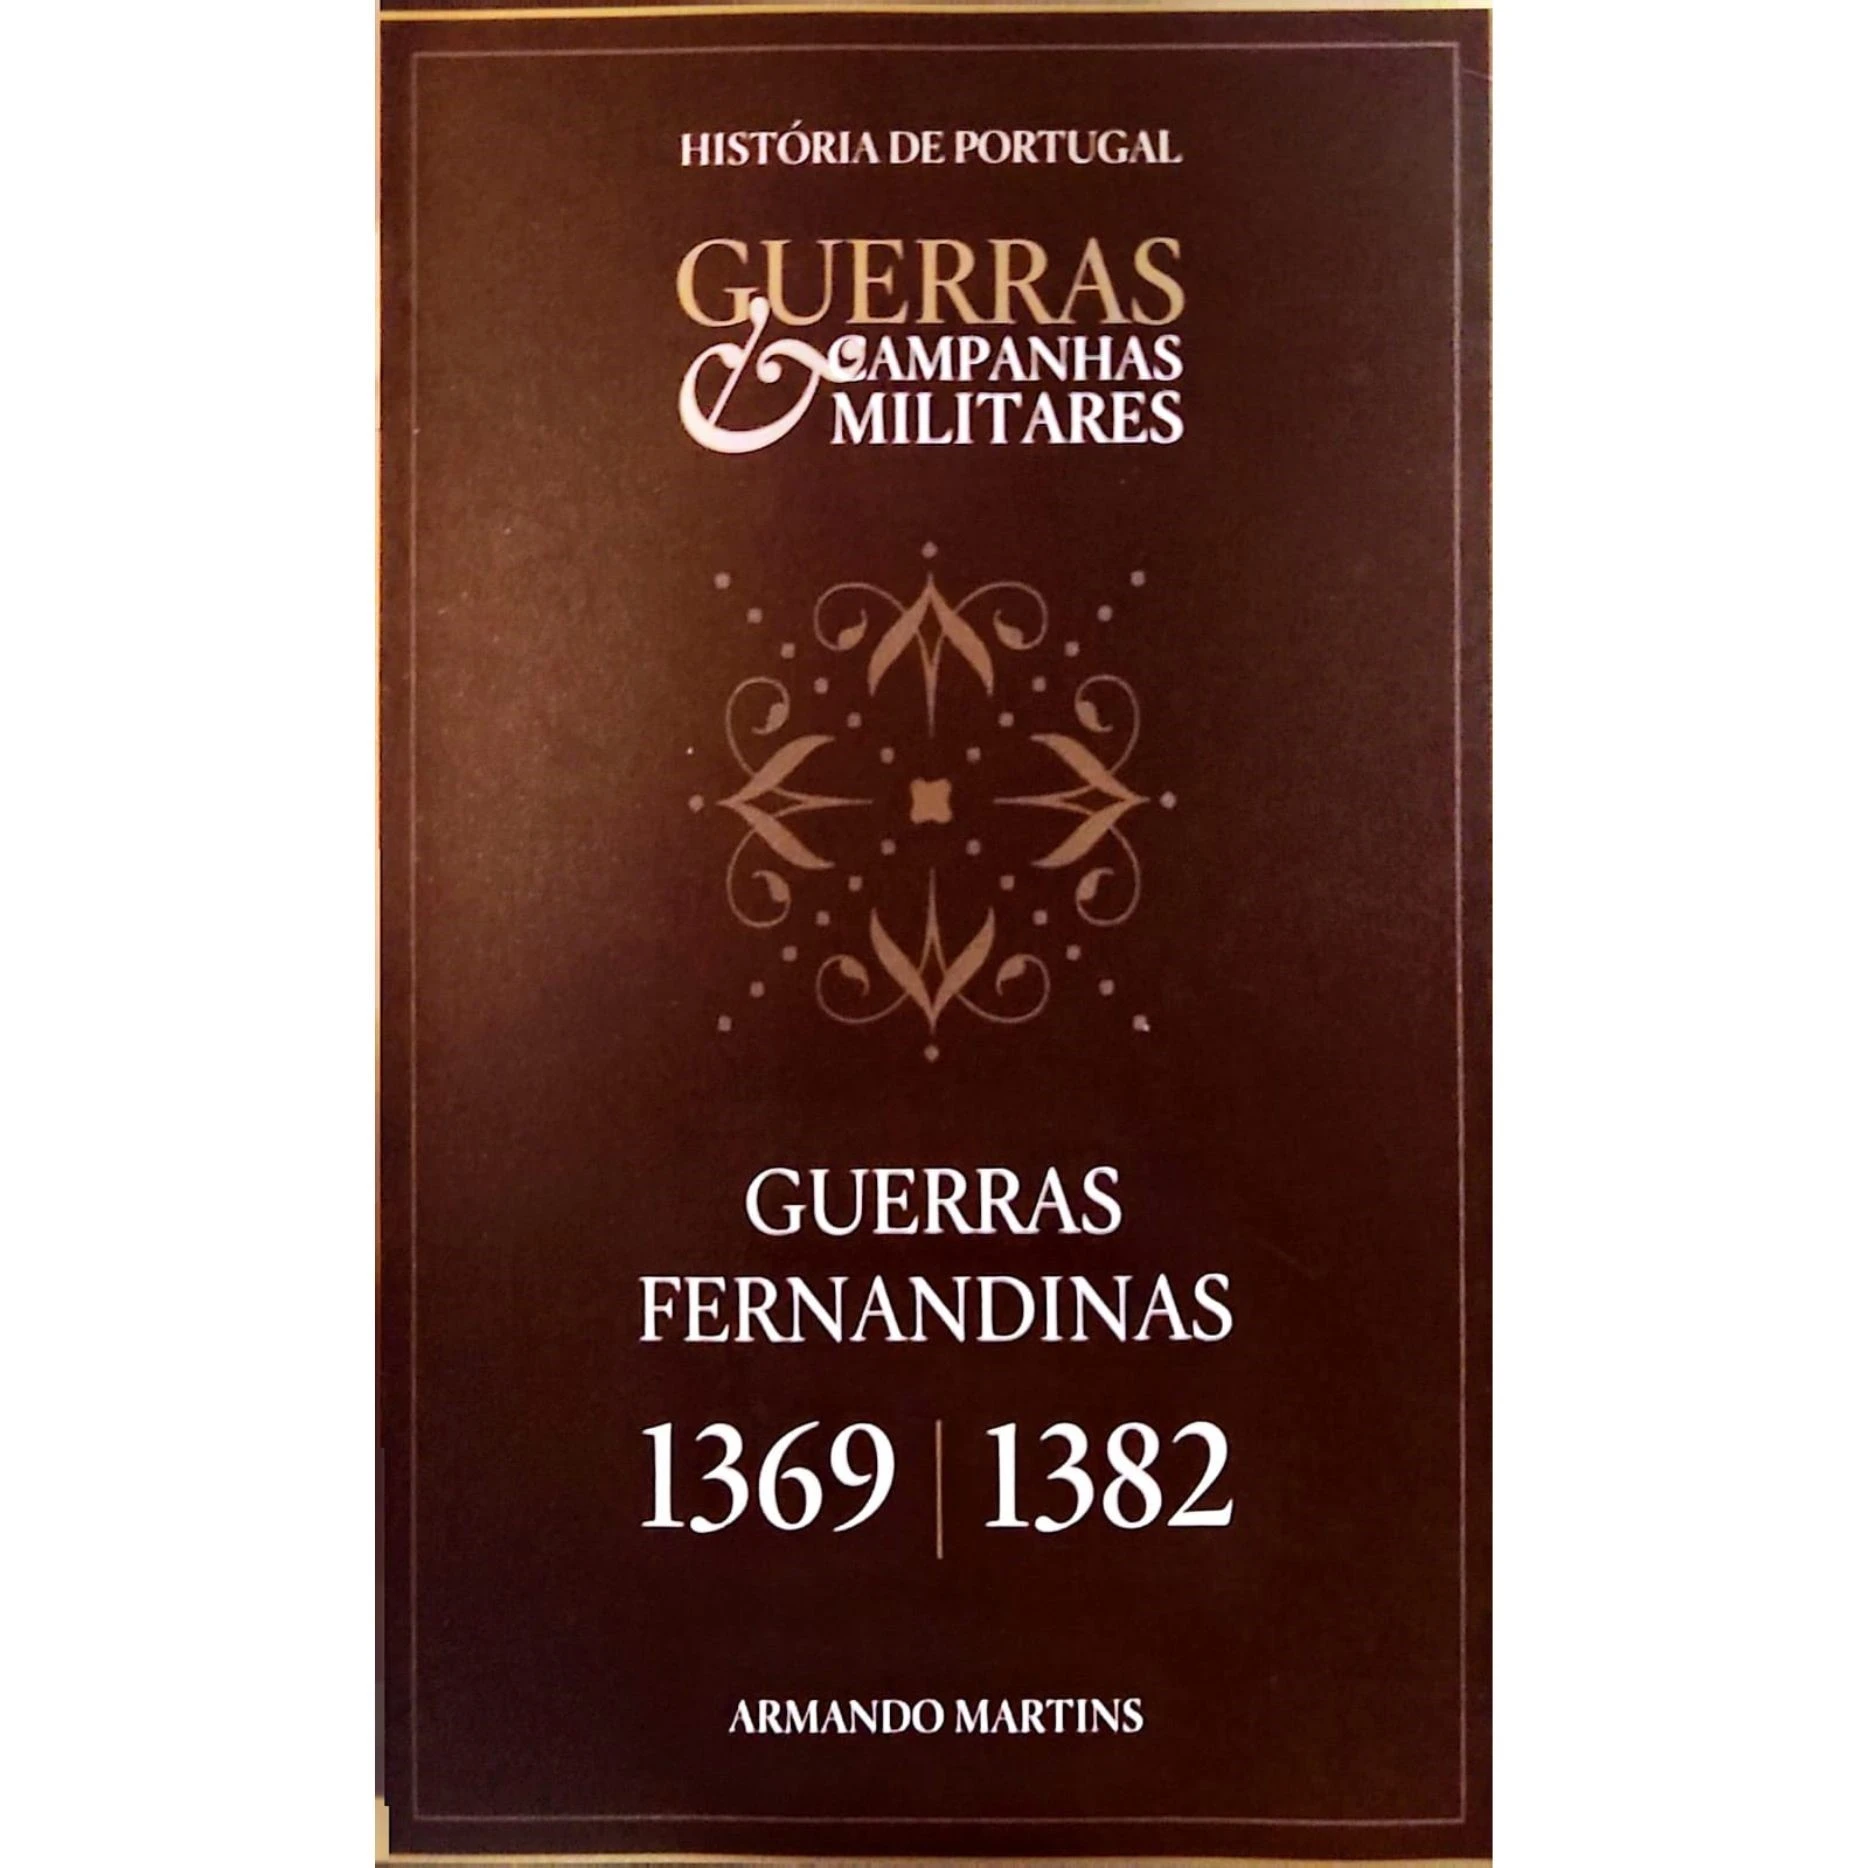 HISTÓRIA DE PORTUGAL
GUERRAS
& CAMPANHAS
MILITARES
GUERRAS
FERNANDINAS
1369 | 1382
ARMANDO MARTINS